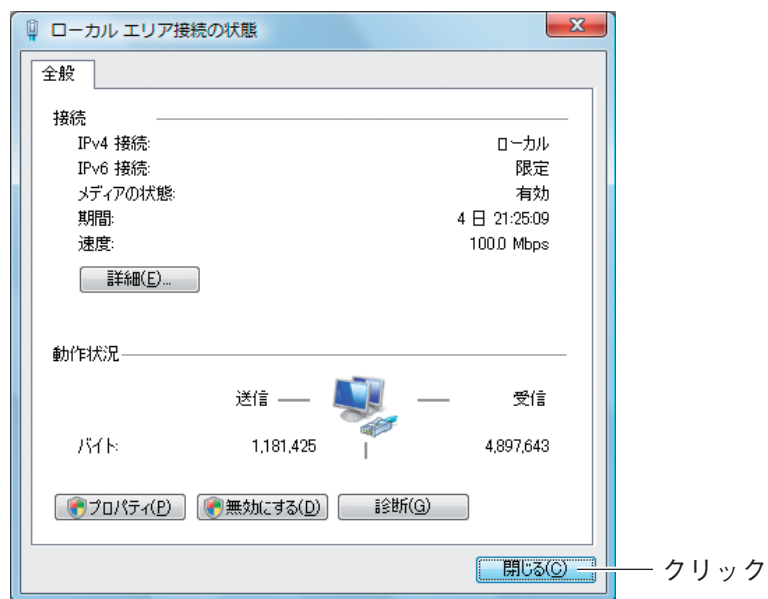 ローカル エリア接続の状態
全般
接続
IPv4 接続: ローカル
IPv6 接続: 限定
メディアの状態: 有効
期間: 4 日 21:25:09
速度: 100.0 Mbps
詳細(E)...
動作状況
送信 受信
バイト: 1,181,425 4,897,643
プロパティ(P) 無効にする(D) 診断(G)
閉じる(C) クリック